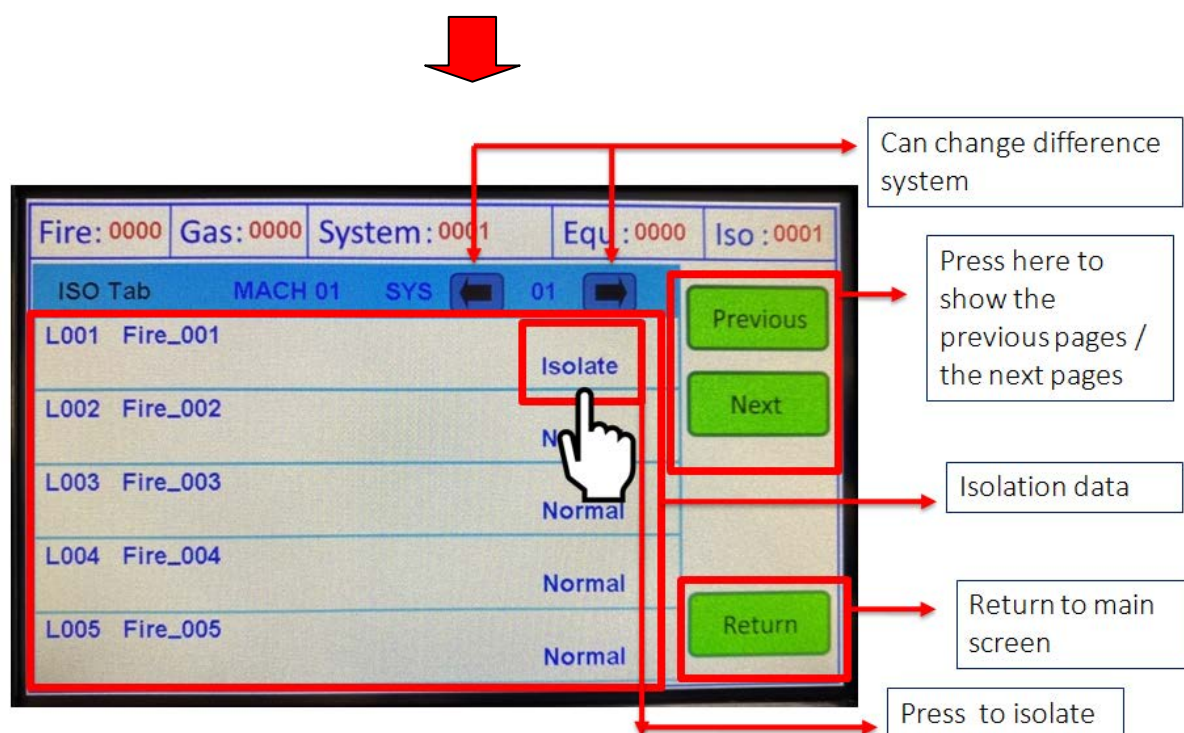 Can change difference
system
Fire: 0000 Gas: 0000 System: 0001 Equ: 0000 Iso: 0001
ISO Tab MACH 01 SYS 01
L001 Fire_001
Isolate
L002 Fire_002
L003 Fire_003
Normal
L004 Fire_004
Normal
L005 Fire_005
Normal
Previous
Next
Return
Press here to
show the
previous pages /
the next pages
Isolation data
Return to main
screen
Press to isolate